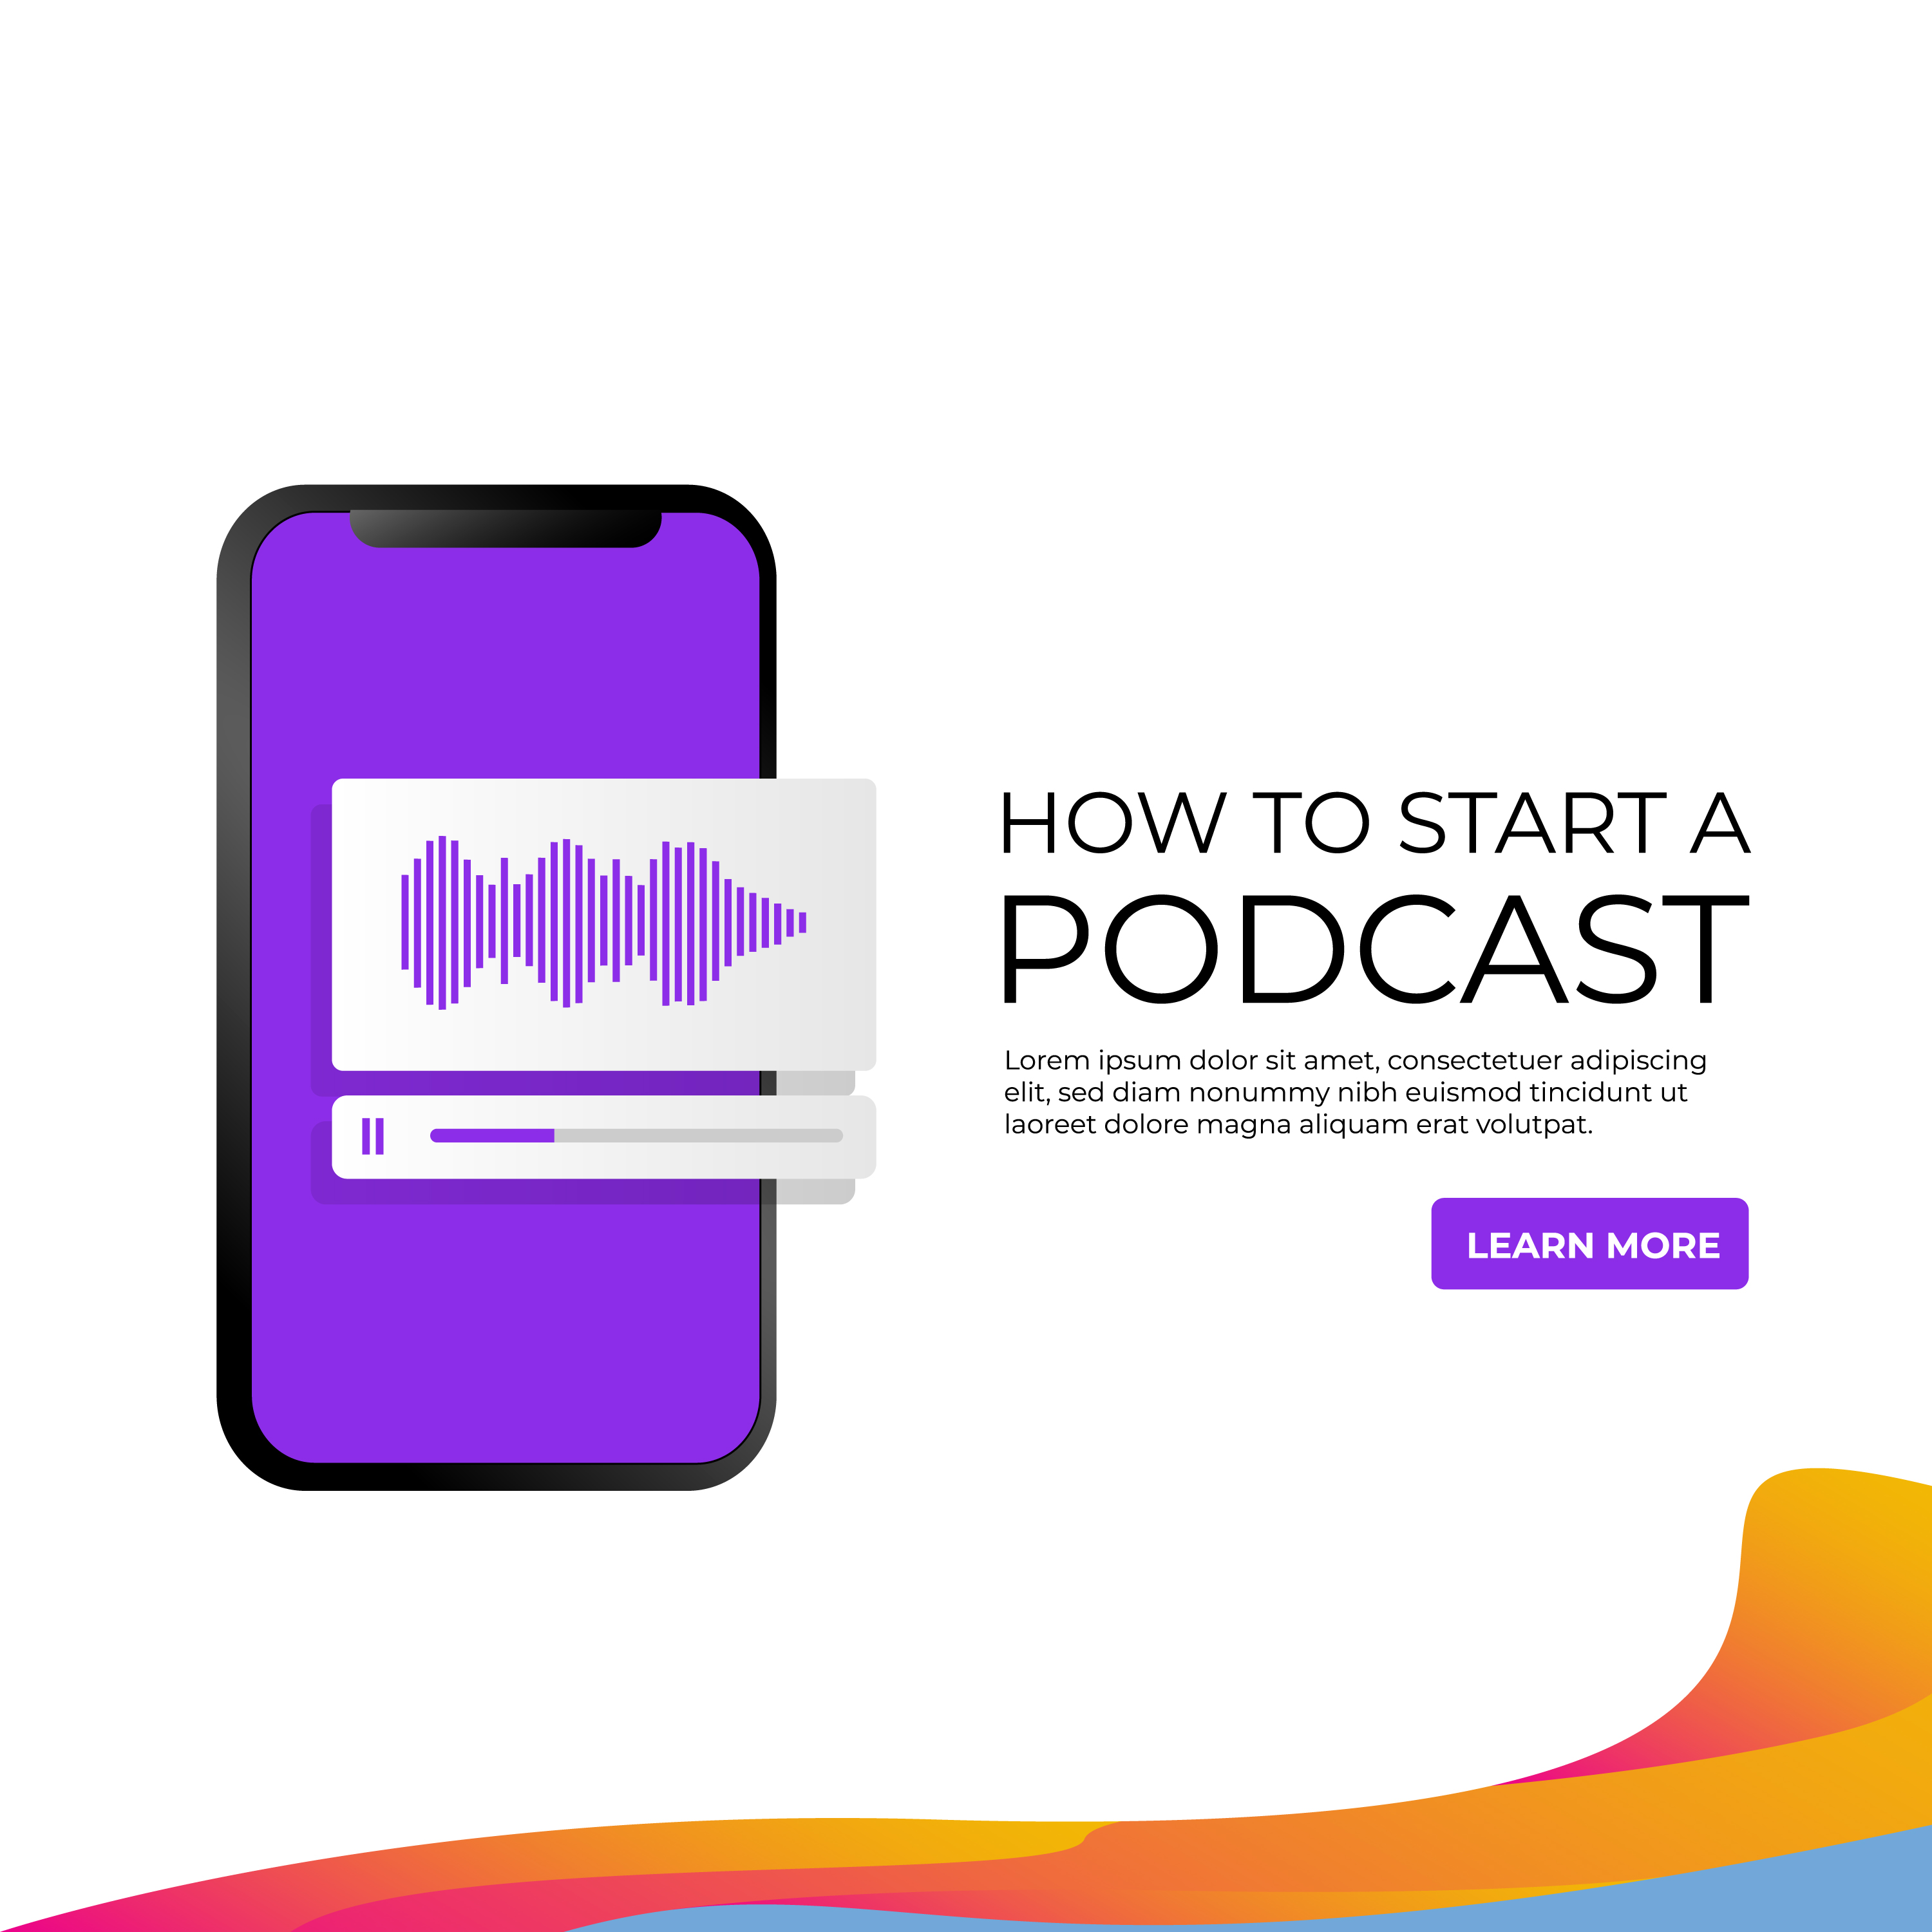 HOW TO START A
PODCAST
Lorem ipsum dolor sit amet, consectetuer adipiscing
elit, sed diam nonummy nibh euismod tincidunt ut
laoreet dolore magna aliquam erat volutpat.
LEARN MORE